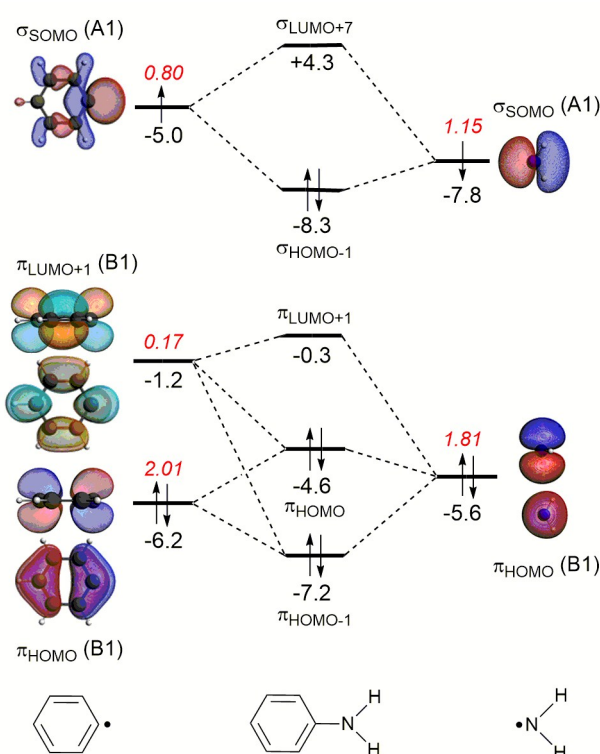 σSOMO (A1)
σLUMO+7
0.80
+4.3
-5.0
σSOMO (A1)
1.15
-7.8
-8.3
σHOMO-1
πLUMO+1 (B1)
πLUMO+1
0.17
-0.3
-1.2
2.01
1.81
-4.6
πHOMO
-6.2
-5.6
-7.2
πHOMO-1
πHOMO (B1)
πHOMO (B1)
H
N
H
H
N
H